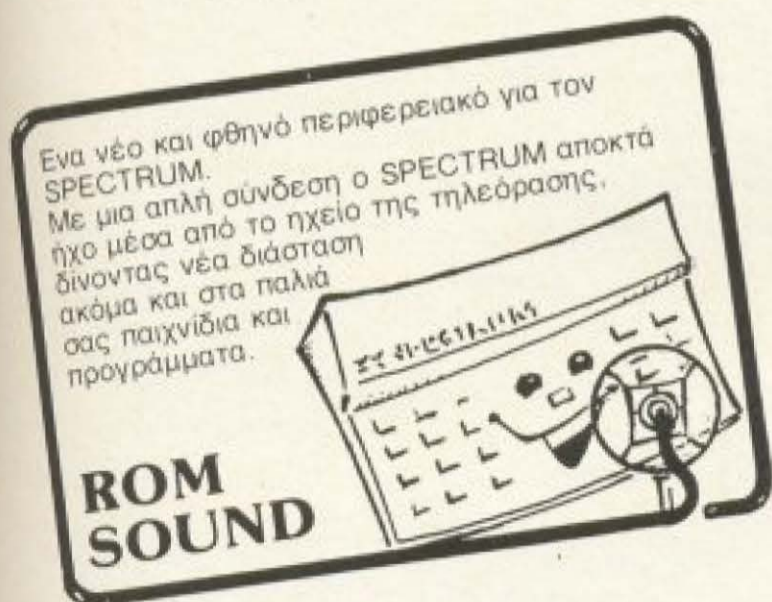 Ενα νέο και φθηνό περιφερειακό για τον
SPECTRUM.
Με μια απλή σύνδεση ο SPECTRUM αποκτά
ήχο μέσα από το ηχείο της τηλεόρασης,
δίνοντας νέα διάσταση
ακόμα και στα παλιά
σας παιχνίδια και
προγράμματα.
ROM
SOUND